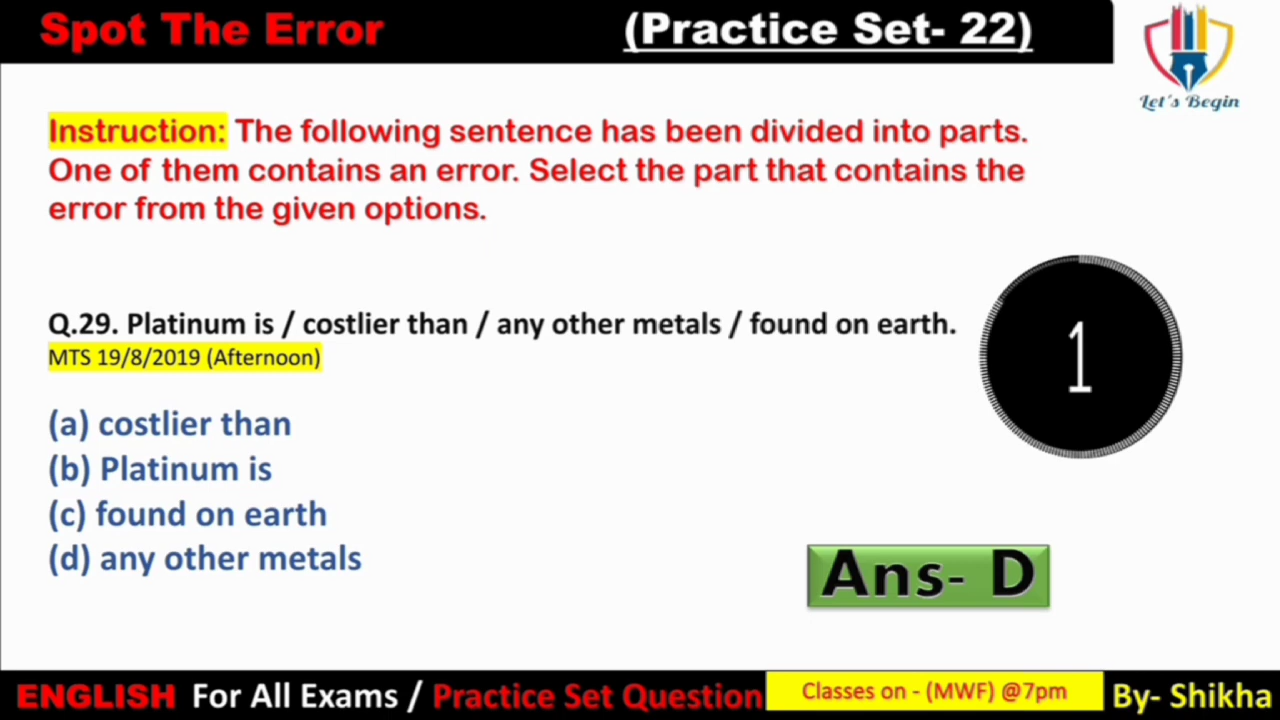 Spot The Error
(Practice Set- 22)
Let's Begin
Instruction: The following sentence has been divided into parts.
One of them contains an error. Select the part that contains the
error from the given options.
Q.29. Platinum is / costlier than / any other metals / found on earth.
MTS 19/8/2019 (Afternoon)
1
(a) costlier than
(b) Platinum is
(c) found on earth
(d) any other metals
Ans- D
ENGLISH For All Exams / Practice Set Question
Classes on - (MWF) @7pm
By- Shikha